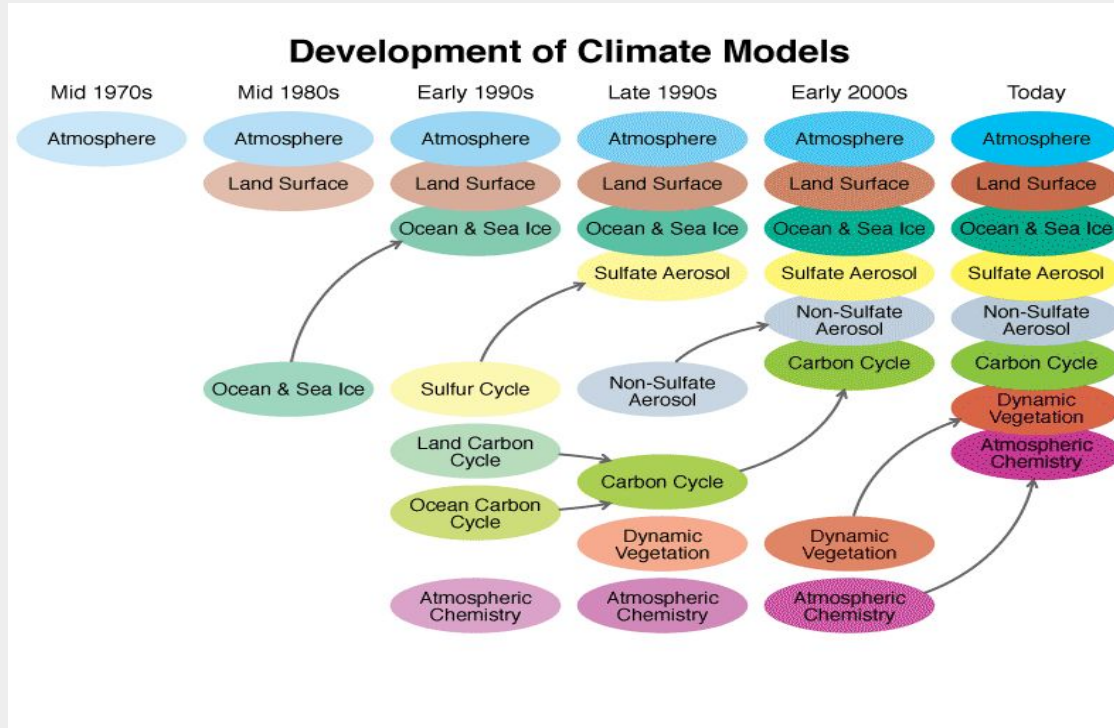 Development of Climate Models
Mid 1970s
Mid 1980s
Early 1990s
Late 1990s
Early 2000s
Today
Atmosphere
Atmosphere
Atmosphere
Atmosphere
Atmosphere
Atmosphere
Land Surface
Land Surface
Land Surface
Land Surface
Land Surface
Ocean & Sea Ice
Ocean & Sea Ice
Ocean & Sea Ice
Ocean & Sea Ice
Sulfate Aerosol
Sulfate Aerosol
Sulfate Aerosol
Non-Sulfate
Aerosol
Non-Sulfate
Aerosol
Carbon Cycle
Carbon Cycle
Ocean & Sea Ice
Sulfur Cycle
Non-Sulfate
Aerosol
Dynamic
Vegetation
Land Carbon
Cycle
Atmospheric
Chemistry
Carbon Cycle
Ocean Carbon
Cycle
Dynamic
Vegetation
Dynamic
Vegetation
Atmospheric
Chemistry
Atmospheric
Chemistry
Atmospheric
Chemistry